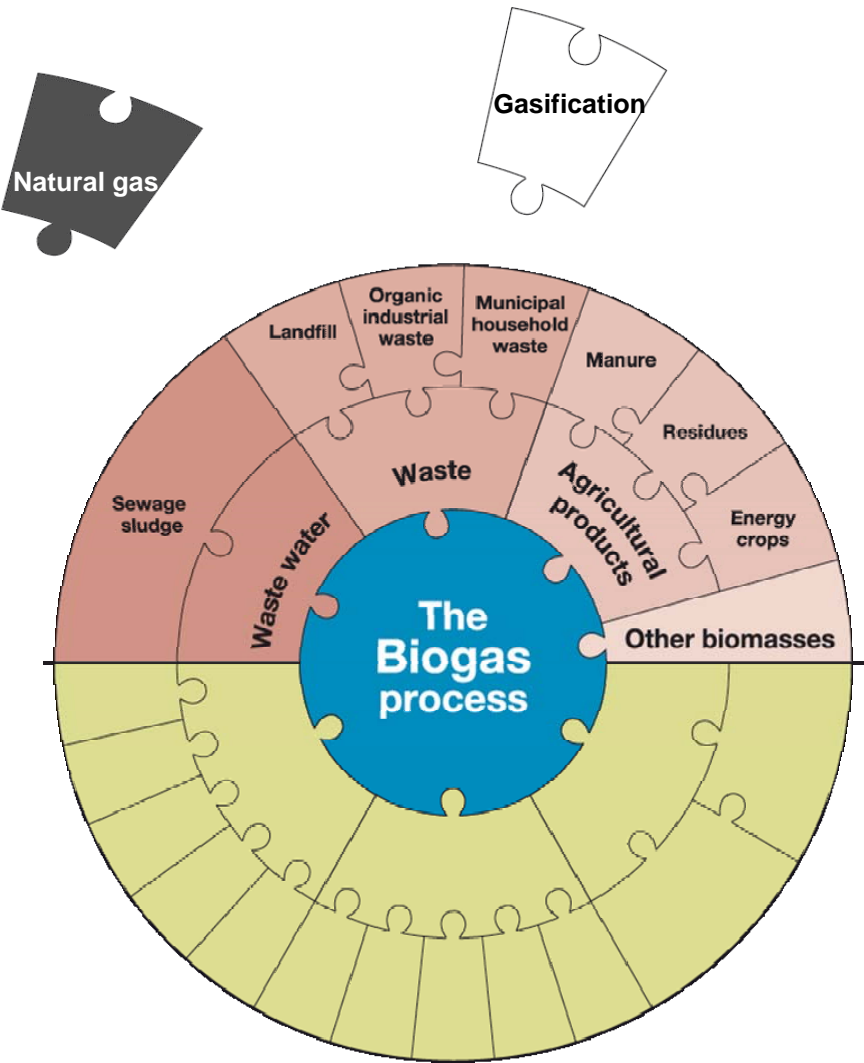 Gasification
Natural gas
Landfill
Organic
industrial
waste
Municipal
household
waste
Manure
Residues
Energy
crops
Sewage
sludge
Waste water
Waste
Agricultural
products
Other biomasses
The
Biogas
process